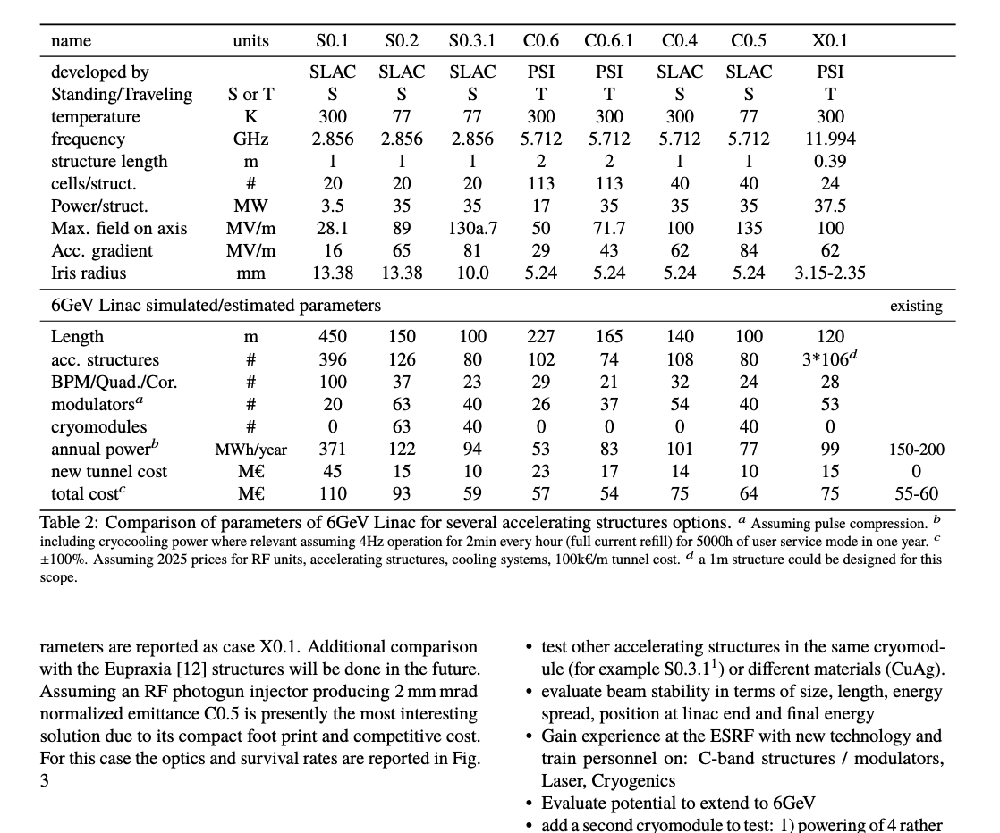 name units S0.1 S0.2 S0.3.1 C0.6 C0.6.1 C0.4 C0.5 X0.1
developed by SLAC SLAC SLAC PSI PSI SLAC SLAC PSI
Standing/Traveling S or T S S S T T S S T
temperature K 300 77 77 300 300 300 77 300
frequency GHz 2.856 2.856 2.856 5.712 5.712 5.712 5.712 11.994
structure length m 1 1 1 2 2 1 1 0.39
cells/struct. # 20 20 20 113 113 40 40 24
Power/struct. MW 3.5 35 35 17 35 35 35 37.5
Max. field on axis MV/m 28.1 89 130a.7 50 71.7 100 135 100
Acc. gradient MV/m 16 65 81 29 43 62 84 62
Iris radius mm 13.38 13.38 10.0 5.24 5.24 5.24 5.24 3.15-2.35
6GeV Linac simulated/estimated parameters existing
Length m 450 150 100 227 165 140 100 120
acc. structures # 396 126 80 102 74 108 80 3*106d
BPM/Quad./Cor. # 100 37 23 29 21 32 24 28
modulatorsa # 20 63 40 26 37 54 40 53
cryomodules # 0 63 40 0 0 0 40 0
annual powerb MWh/year 371 122 94 53 83 101 77 99 150-200
new tunnel cost M€ 45 15 10 23 17 14 10 15 0
total costc M€ 110 93 59 57 54 75 64 75 55-60
Table 2: Comparison of parameters of 6GeV Linac for several accelerating structures options. a Assuming pulse compression. b
including cryocooling power where relevant assuming 4Hz operation for 2min every hour (full current refill) for 5000h of user service mode in one year. c
±100%. Assuming 2025 prices for RF units, accelerating structures, cooling systems, 100k€/m tunnel cost. d a 1m structure could be designed for this
scope.
rameters are reported as case X0.1. Additional comparison
with the Eupraxia [12] structures will be done in the future.
Assuming an RF photogun injector producing 2 mm mrad
normalized emittance C0.5 is presently the most interesting
solution due to its compact foot print and competitive cost.
For this case the optics and survival rates are reported in Fig.
3
• test other accelerating structures in the same cryomod-
ule (for example S0.3.11) or different materials (CuAg).
• evaluate beam stability in terms of size, length, energy
spread, position at linac end and final energy
• Gain experience at the ESRF with new technology and
train personnel on: C-band structures / modulators,
Laser, Cryogenics
• Evaluate potential to extend to 6GeV
• add a second cryomodule to test: 1) powering of 4 rather